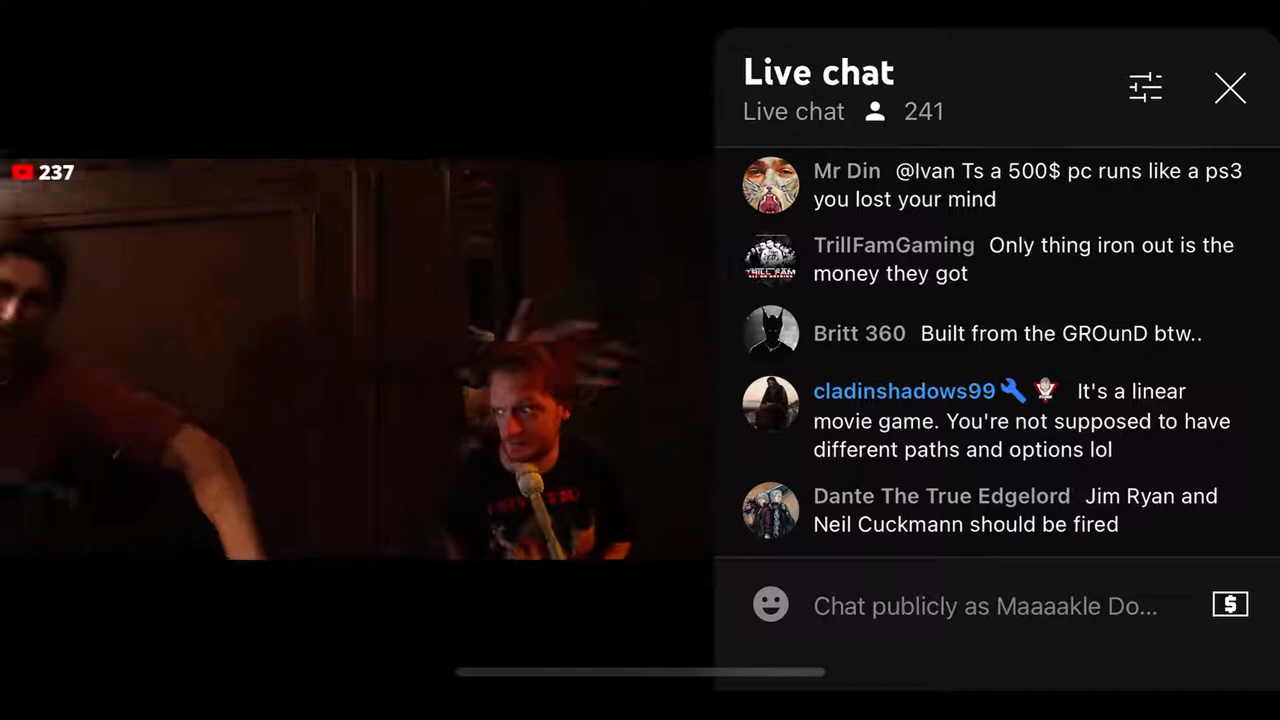 Live chat
Live chat 241
237
Mr Din @Ivan Ts a 500$ pc runs like a ps3
you lost your mind
TrillFamGaming Only thing iron out is the
money they got
Britt 360 Built from the GROunD btw..
cladinshadows99 It's a linear
movie game. You're not supposed to have
different paths and options lol
Dante The True Edgelord Jim Ryan and
Neil Cuckmann should be fired
Chat publicly as Maaaakle Do...
$